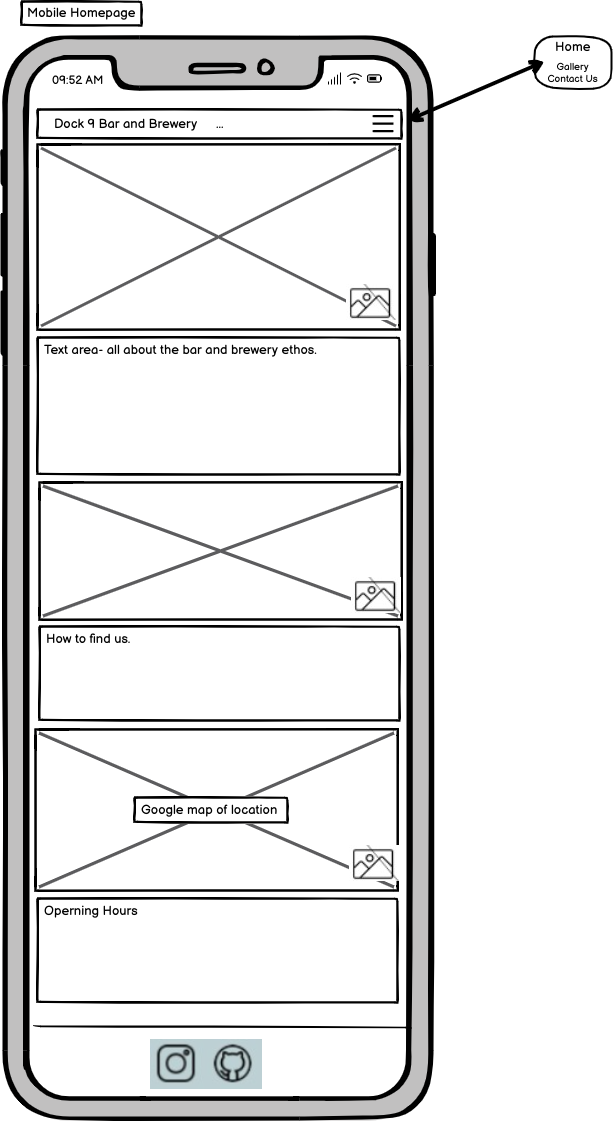 Mobile Homepage
Home
Gallery
Contact Us
09:52 AM
Dock 9 Bar and Brewery ...
Text area- all about the bar and brewery ethos.
How to find us.
Google map of location
Operning Hours